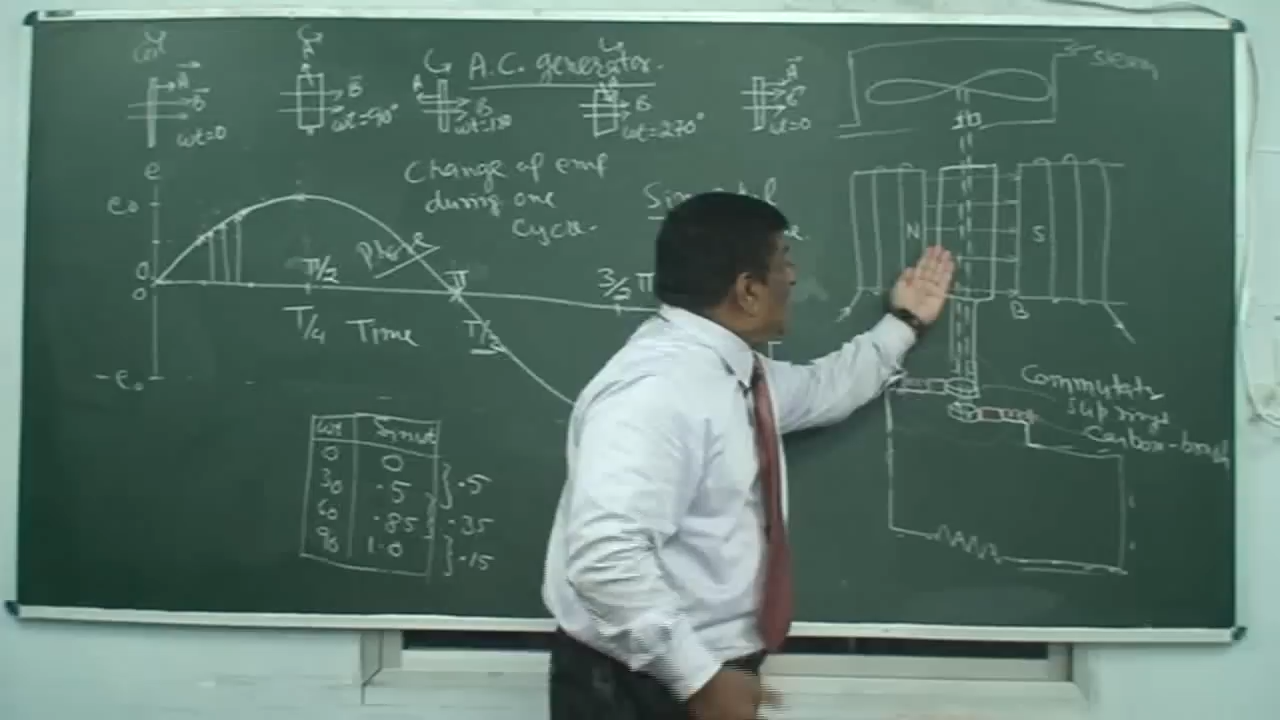 Coil
A.C. generator.
steam
A
B
ωt=0
A
B
ωt=90°
A
B
ωt=180
B
ωt=270°
A
ωt=0
e
e₀
0
0
-e₀
Change of emf
during one
Cycle.
Phase
π/2
π
3/2 π
T/4
Time
T/2
N
S
B
Commutator
Slip rings
Carbon-brush
ωt
Sinωt
0
0
30
.5
60
.85
90
1.0
.5
.35
.15